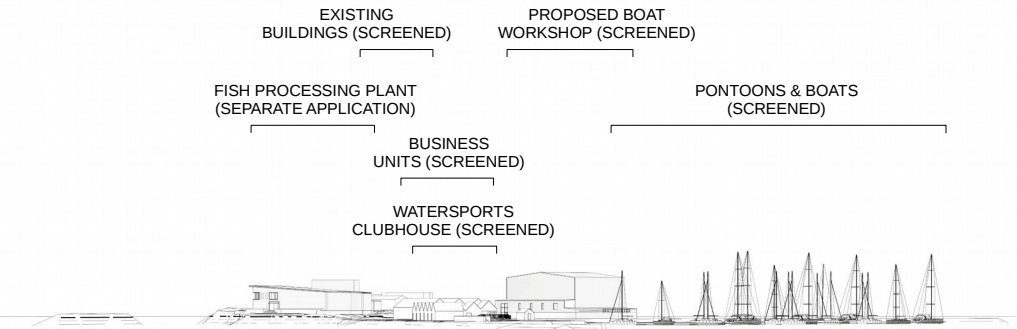 EXISTING
BUILDINGS (SCREENED)
PROPOSED BOAT
WORKSHOP (SCREENED)
FISH PROCESSING PLANT
(SEPARATE APPLICATION)
PONTOONS & BOATS
(SCREENED)
BUSINESS
UNITS (SCREENED)
WATERSPORTS
CLUBHOUSE (SCREENED)